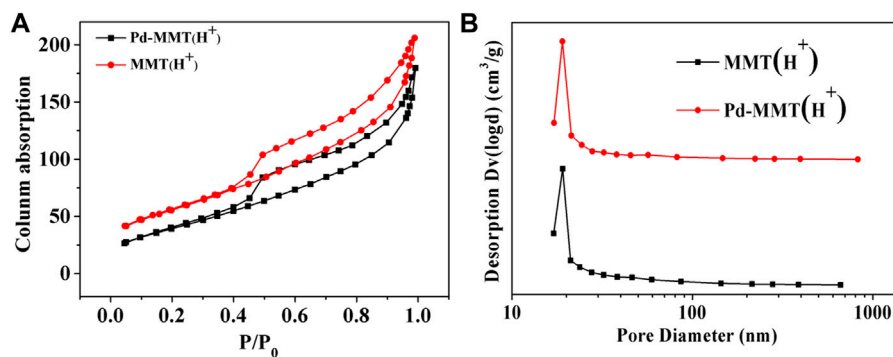 A
Colunm absorption
200
150
100
50
0
Pd-MMT(H+)
MMT(H+)
0.0 0.2 0.4 0.6 0.8 1.0
P/P0
B
Desorption Dv(logd) (cm3/g)
MMT(H+)
Pd-MMT(H+)
10 100 1000
Pore Diameter (nm)